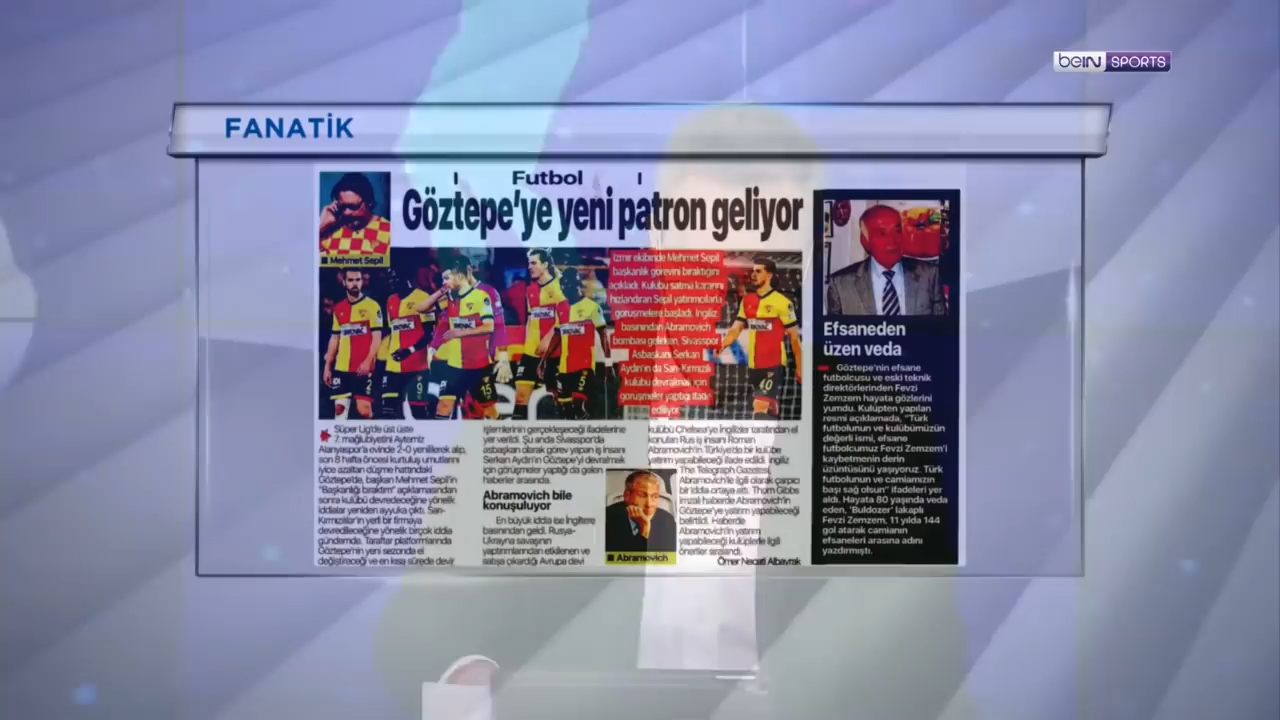 beIN SPORTS
FANATİK
Futbol
Göztepe'ye yeni patron geliyor
Mehmet Sepil
İzmir ekibinde Mehmet Sepil
başkanlık görevini bıraktığını
açıkladı. Kulübü satma kararını
hızlandıran Sepil yatırımcılarla
görüşmelere başladı. İngiliz
basınından Abramovich
bombası gelirken, Sivasspor
Asbaşkanı Serkan
Aydın'ın da Sarı-Kırmızılı
kulübü devralmak için
görüşmeler yaptığı ifade
ediliyor
Süper Lig'de üst üste
7. mağlubiyetini Aytemiz
Alanyaspor'a evinde 2-0 yenilerek alıp,
son 8 hafta öncesi kurtuluş umutlarını
iyice azaltan düşme hattındaki
Göztepe'de, başkan Mehmet Sepil'in
"Başkanlığı bıraktım" açıklamasından
sonra kulübü devredeceğine yönelik
iddialar yeniden ayyuka çıktı. Sarı-
Kırmızılılar'ın yerli bir firmaya
devredileceğine yönelik birçok iddia
gündemde. Taraftar platformlarında
Göztepe'nin yeni sezonda el
değiştireceği ve en kısa sürede devir
işlemlerinin gerçekleşeceği ifadelerine
yer verildi. Şu anda Sivasspor'da
asbaşkan olarak görev yapan iş insanı
Serkan Aydın'ın Göztepe'yi devralmak
için görüşmeler yaptığı da gelen
haberler arasında.
Abramovich bile
konuşuluyor
En büyük iddia ise İngiltere
basınından geldi. Rusya-
Ukrayna savaşının
yaptırımlarından etkilenen ve
satışa çıkardığı Avrupa devi
kulübü Chelsea'ye İngilizler tarafından el
konulan Rus iş insanı Roman
Abramovich'in Türkiye'de bir kulübe
yatırım yapabileceği ifade edildi. İngiliz
The Telegraph Gazetesi,
Abramovich'le ilgili olarak çarpıcı
bir iddia ortaya attı. Thom Gibbs
imzalı haberde Abramovich'in
Göztepe'ye yatırım yapabileceği
belirtildi. Haberde
Abramovich'in yatırım
yapabileceği kulüplerle ilgili
öneriler sıralandı.
Ömer Necati Albayrak
Abramovich
Efsaneden
üzen veda
Göztepe'nin efsane
futbolcusu ve eski teknik
direktörlerinden Fevzi
Zemzem hayata gözlerini
yumdu. Kulüpten yapılan
resmi açıklamada, "Türk
futbolunun ve kulübümüzün
değerli ismi, efsane
futbolcumuz Fevzi Zemzem'i
kaybetmenin derin
üzüntüsünü yaşıyoruz. Türk
futbolunun ve camiamızın
başı sağ olsun" ifadeleri yer
aldı. Hayata 80 yaşında veda
eden, 'Buldozer' lakaplı
Fevzi Zemzem, 11 yılda 144
gol atarak camianın
efsaneleri arasına adını
yazdırmıştı.